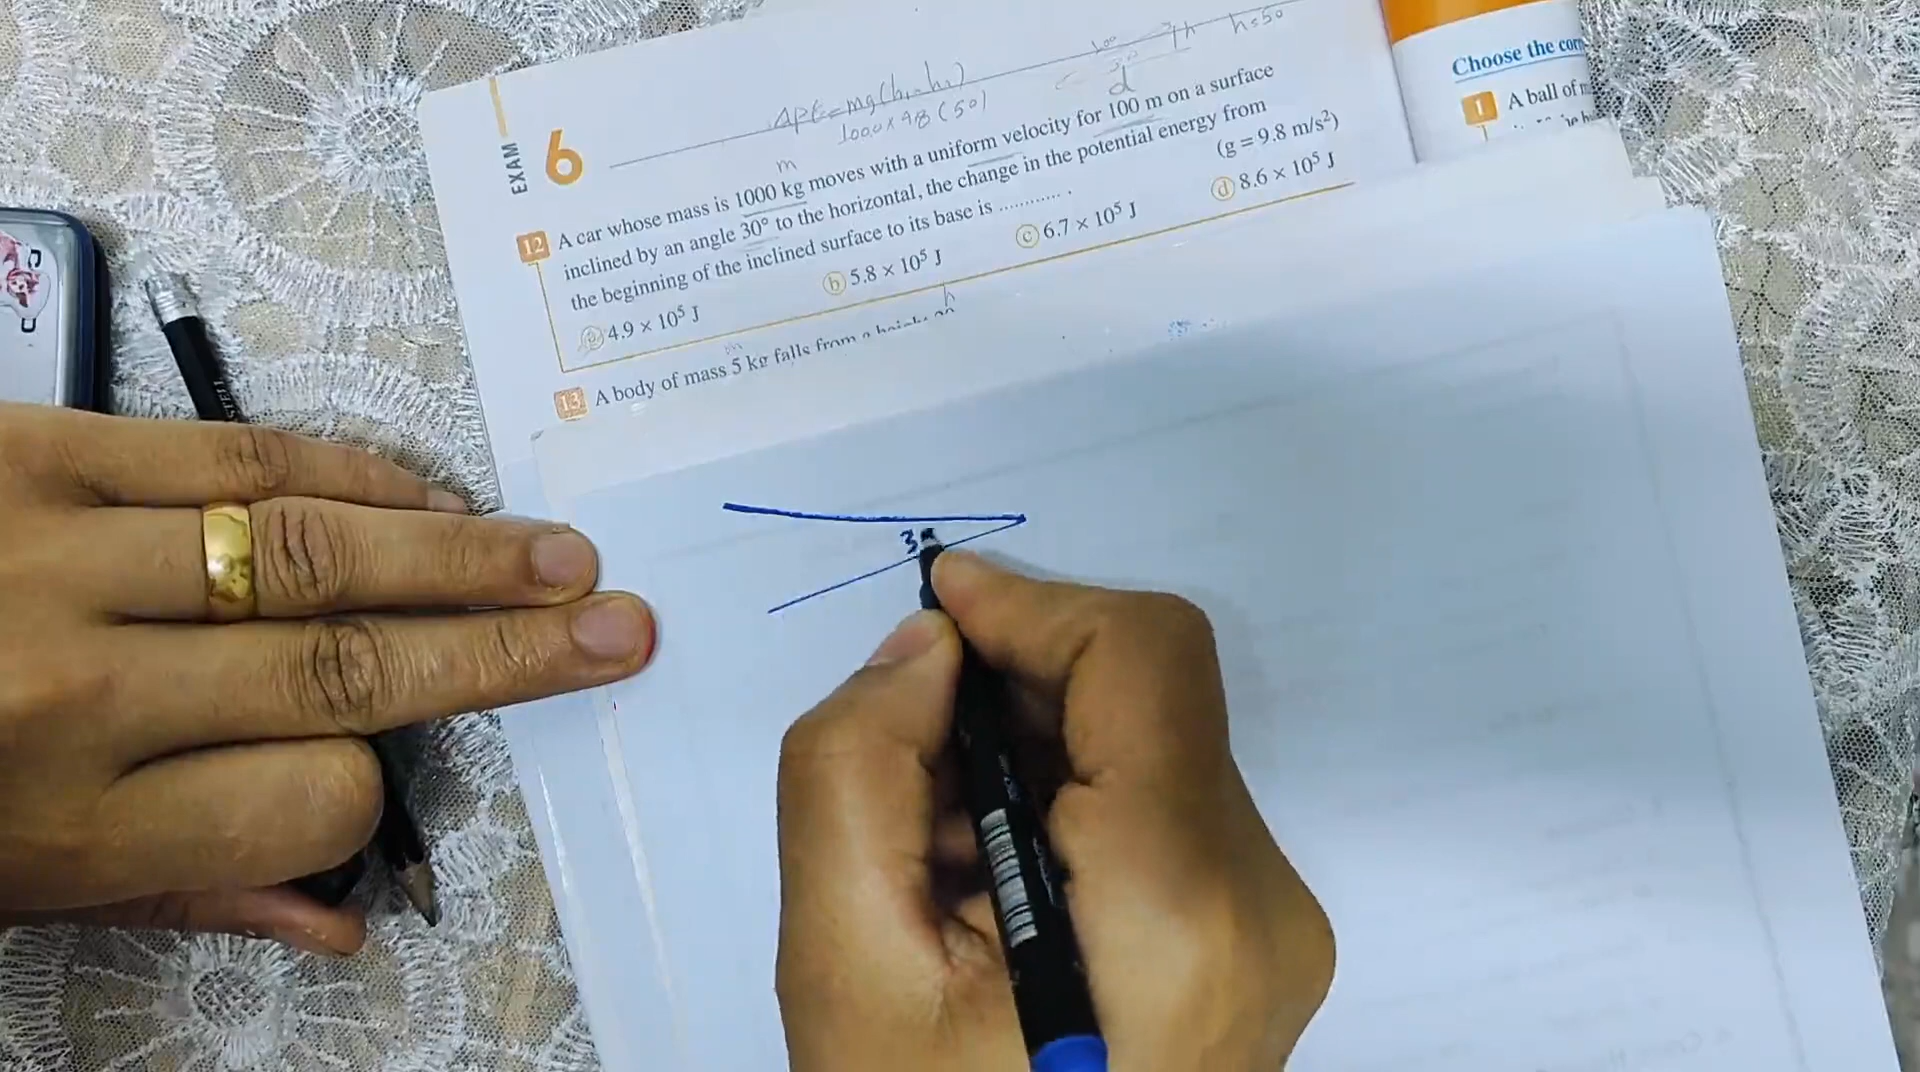 EXAM 6
ΔPE = mg(h₁ - h₂)
1000 x 9.8 (50)
100 h h = 50
30
d
m
12 A car whose mass is 1000 kg moves with a uniform velocity for 100 m on a surface
inclined by an angle 30° to the horizontal, the change in the potential energy from
the beginning of the inclined surface to its base is ............ .
(g = 9.8 m/s²)
a 4.9 × 10⁵ J
b 5.8 × 10⁵ J
c 6.7 × 10⁵ J
d 8.6 × 10⁵ J
m
h
13 A body of mass 5 kg falls from a height
Choose the
1 A ball of
3